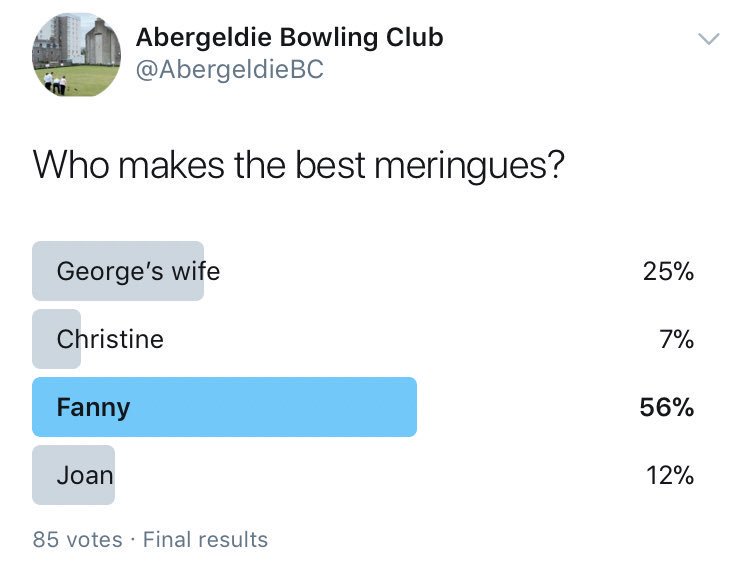 Abergeldie Bowling Club
@AbergeldieBC
Who makes the best meringues?
George’s wife 25%
Christine 7%
Fanny 56%
Joan 12%
85 votes · Final results